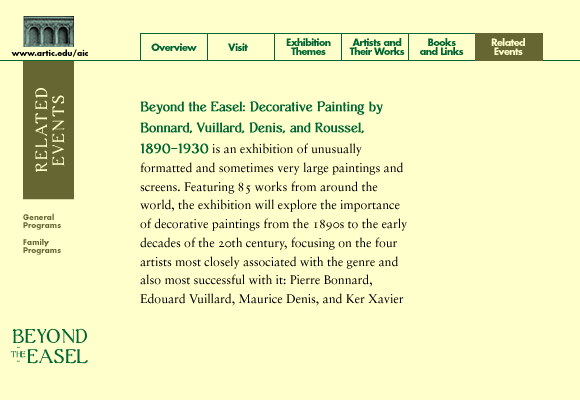 www.artic.edu/aic
Overview
Visit
Exhibition
Themes
Artists and
Their Works
Books
and Links
Related
Events
RELATED
EVENTS
General
Programs
Family
Programs
BEYOND
THE EASEL
Beyond the Easel: Decorative Painting by
Bonnard, Vuillard, Denis, and Roussel,
1890–1930 is an exhibition of unusually
formatted and sometimes very large paintings and
screens. Featuring 85 works from around the
world, the exhibition will explore the importance
of decorative paintings from the 1890s to the early
decades of the 20th century, focusing on the four
artists most closely associated with the genre and
also most successful with it: Pierre Bonnard,
Edouard Vuillard, Maurice Denis, and Ker Xavier